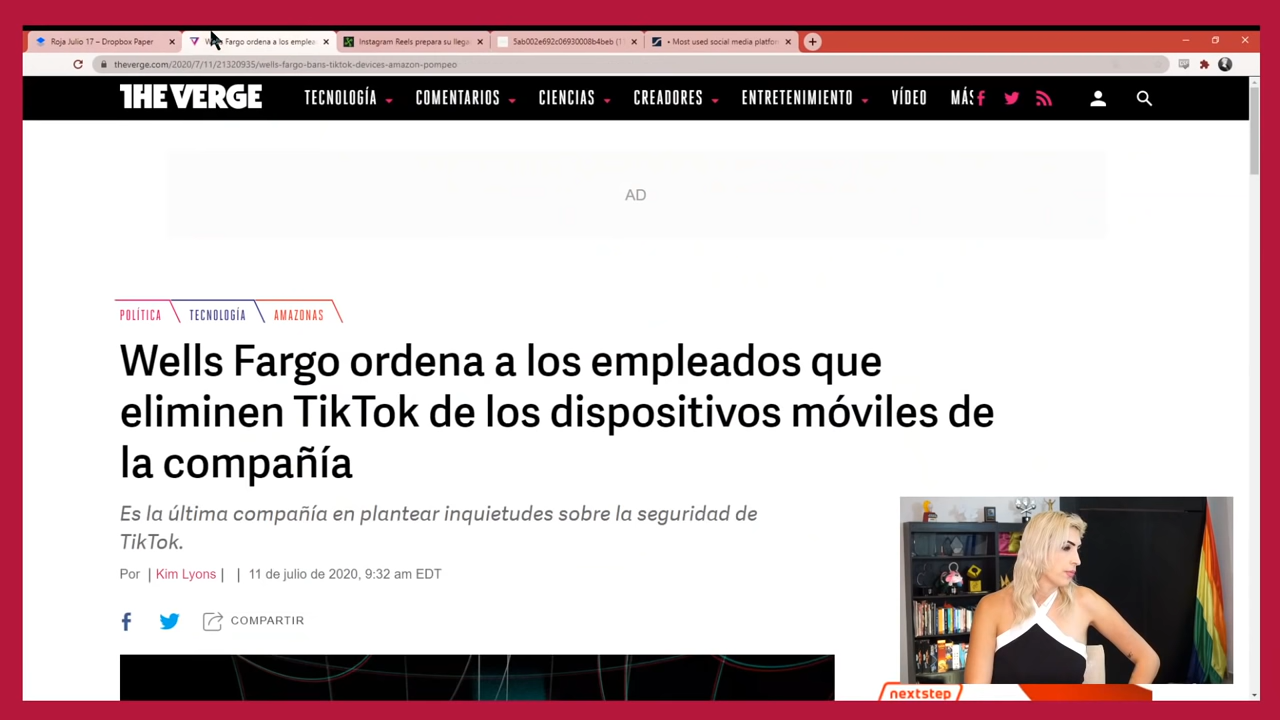 Roja Julio 17 – Dropbox Paper
Wells Fargo ordena a los emplea
Instagram Reels prepara su llega
5ab002e692c06930008b4beb (1
• Most used social media platfor
theverge.com/2020/7/11/21320935/wells-fargo-bans-tiktok-devices-amazon-pompeo
THE VERGE
TECNOLOGÍA
COMENTARIOS
CIENCIAS
CREADORES
ENTRETENIMIENTO
VÍDEO
MÁS
AD
POLÍTICA
TECNOLOGÍA
AMAZONAS
Wells Fargo ordena a los empleados que
eliminen TikTok de los dispositivos móviles de
la compañía
Es la última compañía en plantear inquietudes sobre la seguridad de
TikTok.
Por | Kim Lyons | | 11 de julio de 2020, 9:32 am EDT
COMPARTIR
nextstep